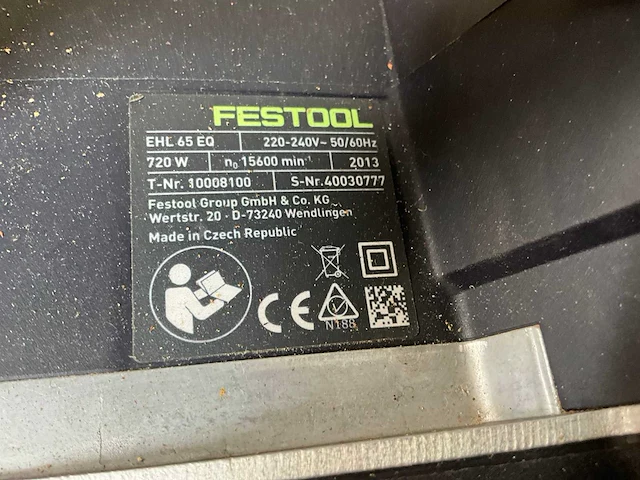 FESTOOL
EHL 65 EQ 220-240V~ 50/60Hz
720 W n₀ 15600 min⁻¹ 2013
T-Nr. 10008100 S-Nr.40030777
Festool Group GmbH & Co. KG
Wertstr. 20 - D-73240 Wendlingen
Made in Czech Republic
CE
N188